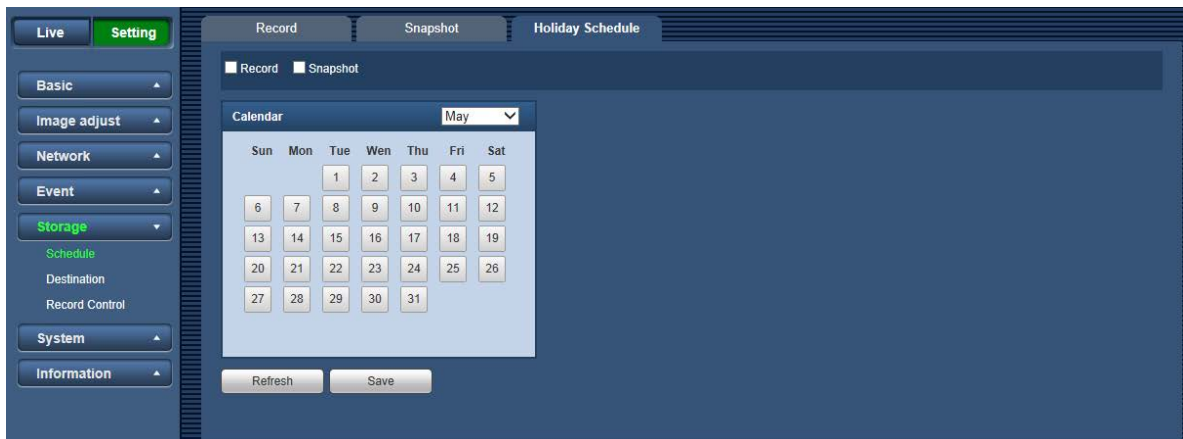 Live Setting
Basic
Image adjust
Network
Event
Storage
Schedule
Destination
Record Control
System
Information
Record Snapshot Holiday Schedule
Record Snapshot
Calendar May
Sun Mon Tue Wen Thu Fri Sat
1 2 3 4 5
6 7 8 9 10 11 12
13 14 15 16 17 18 19
20 21 22 23 24 25 26
27 28 29 30 31
Refresh Save